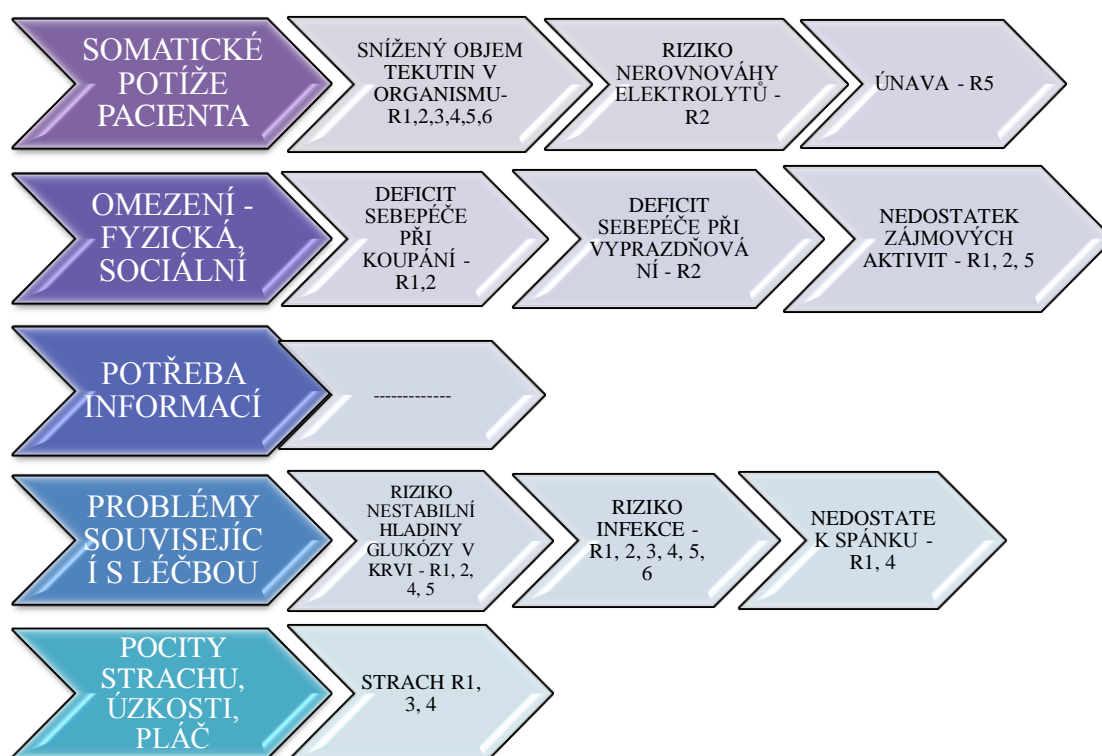 SOMATICKÉ
POTÍŽE
PACIENTA
SNÍŽENÝ OBJEM
TEKUTIN V
ORGANISMU-
R1,2,3,4,5,6
RIZIKO
NEROVNOVÁHY
ELEKTROLYTŮ -
R2
ÚNAVA - R5
OMEZENÍ -
FYZICKÁ,
SOCIÁLNÍ
DEFICIT
SEBEPÉČE
PŘI
KOUPÁNÍ -
R1,2
DEFICIT
SEBEPÉČE PŘI
VYPRAZDŇOVÁ
NÍ - R2
NEDOSTATEK
ZÁJMOVÝCH
AKTIVIT - R1, 2, 5
POTŘEBA
INFORMACÍ
-------------
PROBLÉMY
SOUVISEJÍC
Í S LÉČBOU
RIZIKO
NESTABILNÍ
HLADINY
GLUKÓZY V
KRVI - R1, 2,
4, 5
RIZIKO
INFEKCE -
R1, 2, 3, 4, 5,
6
NEDOSTATE
K SPÁNKU -
R1, 4
POCITY
STRACHU,
ÚZKOSTI,
PLÁČ
STRACH R1,
3, 4